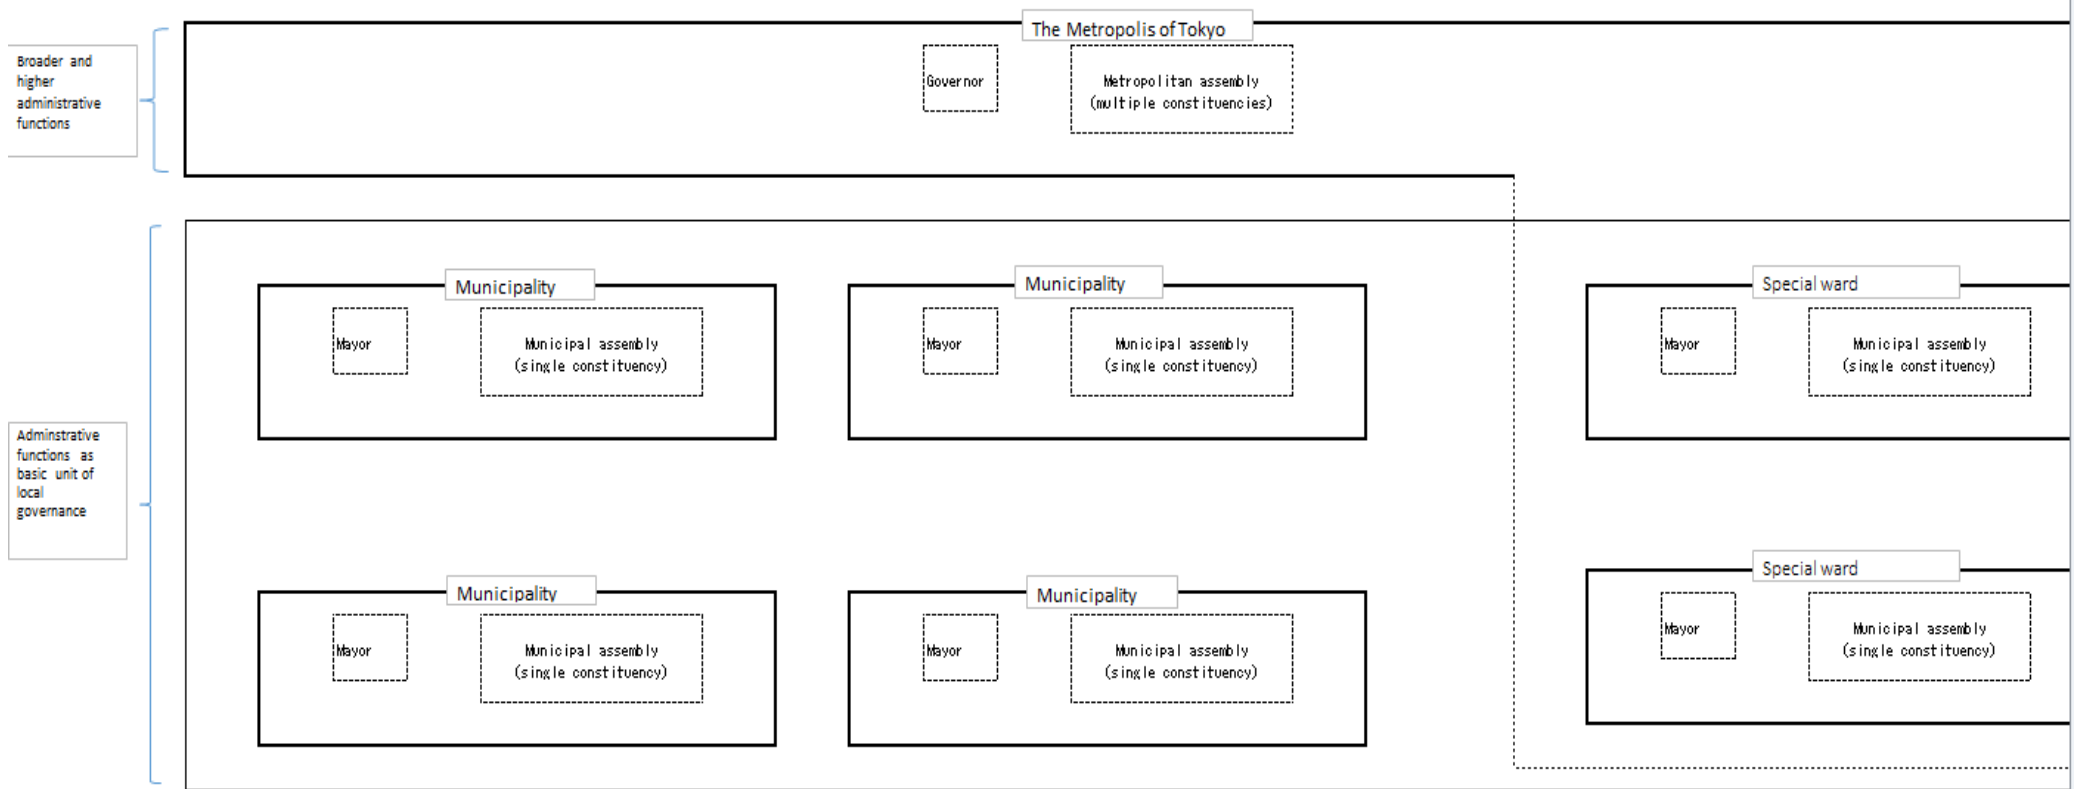 The Metropolis of Tokyo
Broader and
higher
administrative
functions
Governor
Metropolitan assembly
(multiple constituencies)
Municipality
Mayor
Municipal assembly
(single constituency)
Municipality
Mayor
Municipal assembly
(single constituency)
Special ward
Mayor
Municipal assembly
(single constituency)
Adminstrative
functions as
basic unit of
local
governance
Municipality
Mayor
Municipal assembly
(single constituency)
Municipality
Mayor
Municipal assembly
(single constituency)
Special ward
Mayor
Municipal assembly
(single constituency)